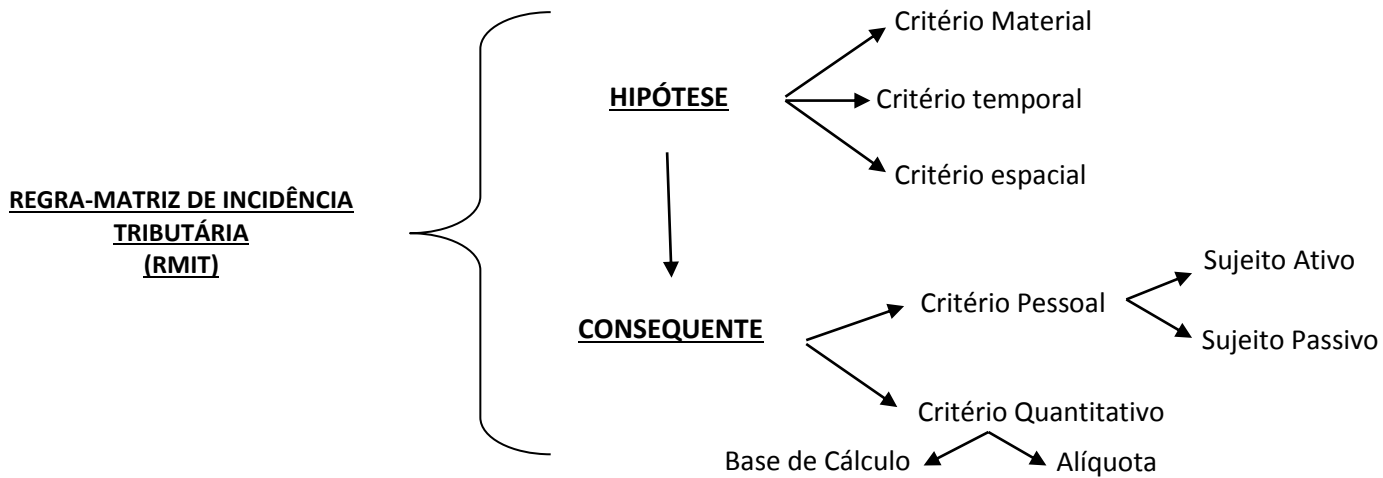 REGRA-MATRIZ DE INCIDÊNCIA
TRIBUTÁRIA
(RMIT)
HIPÓTESE
Critério Material
Critério temporal
Critério espacial
CONSEQUENTE
Critério Pessoal
Sujeito Ativo
Sujeito Passivo
Critério Quantitativo
Base de Cálculo
Alíquota